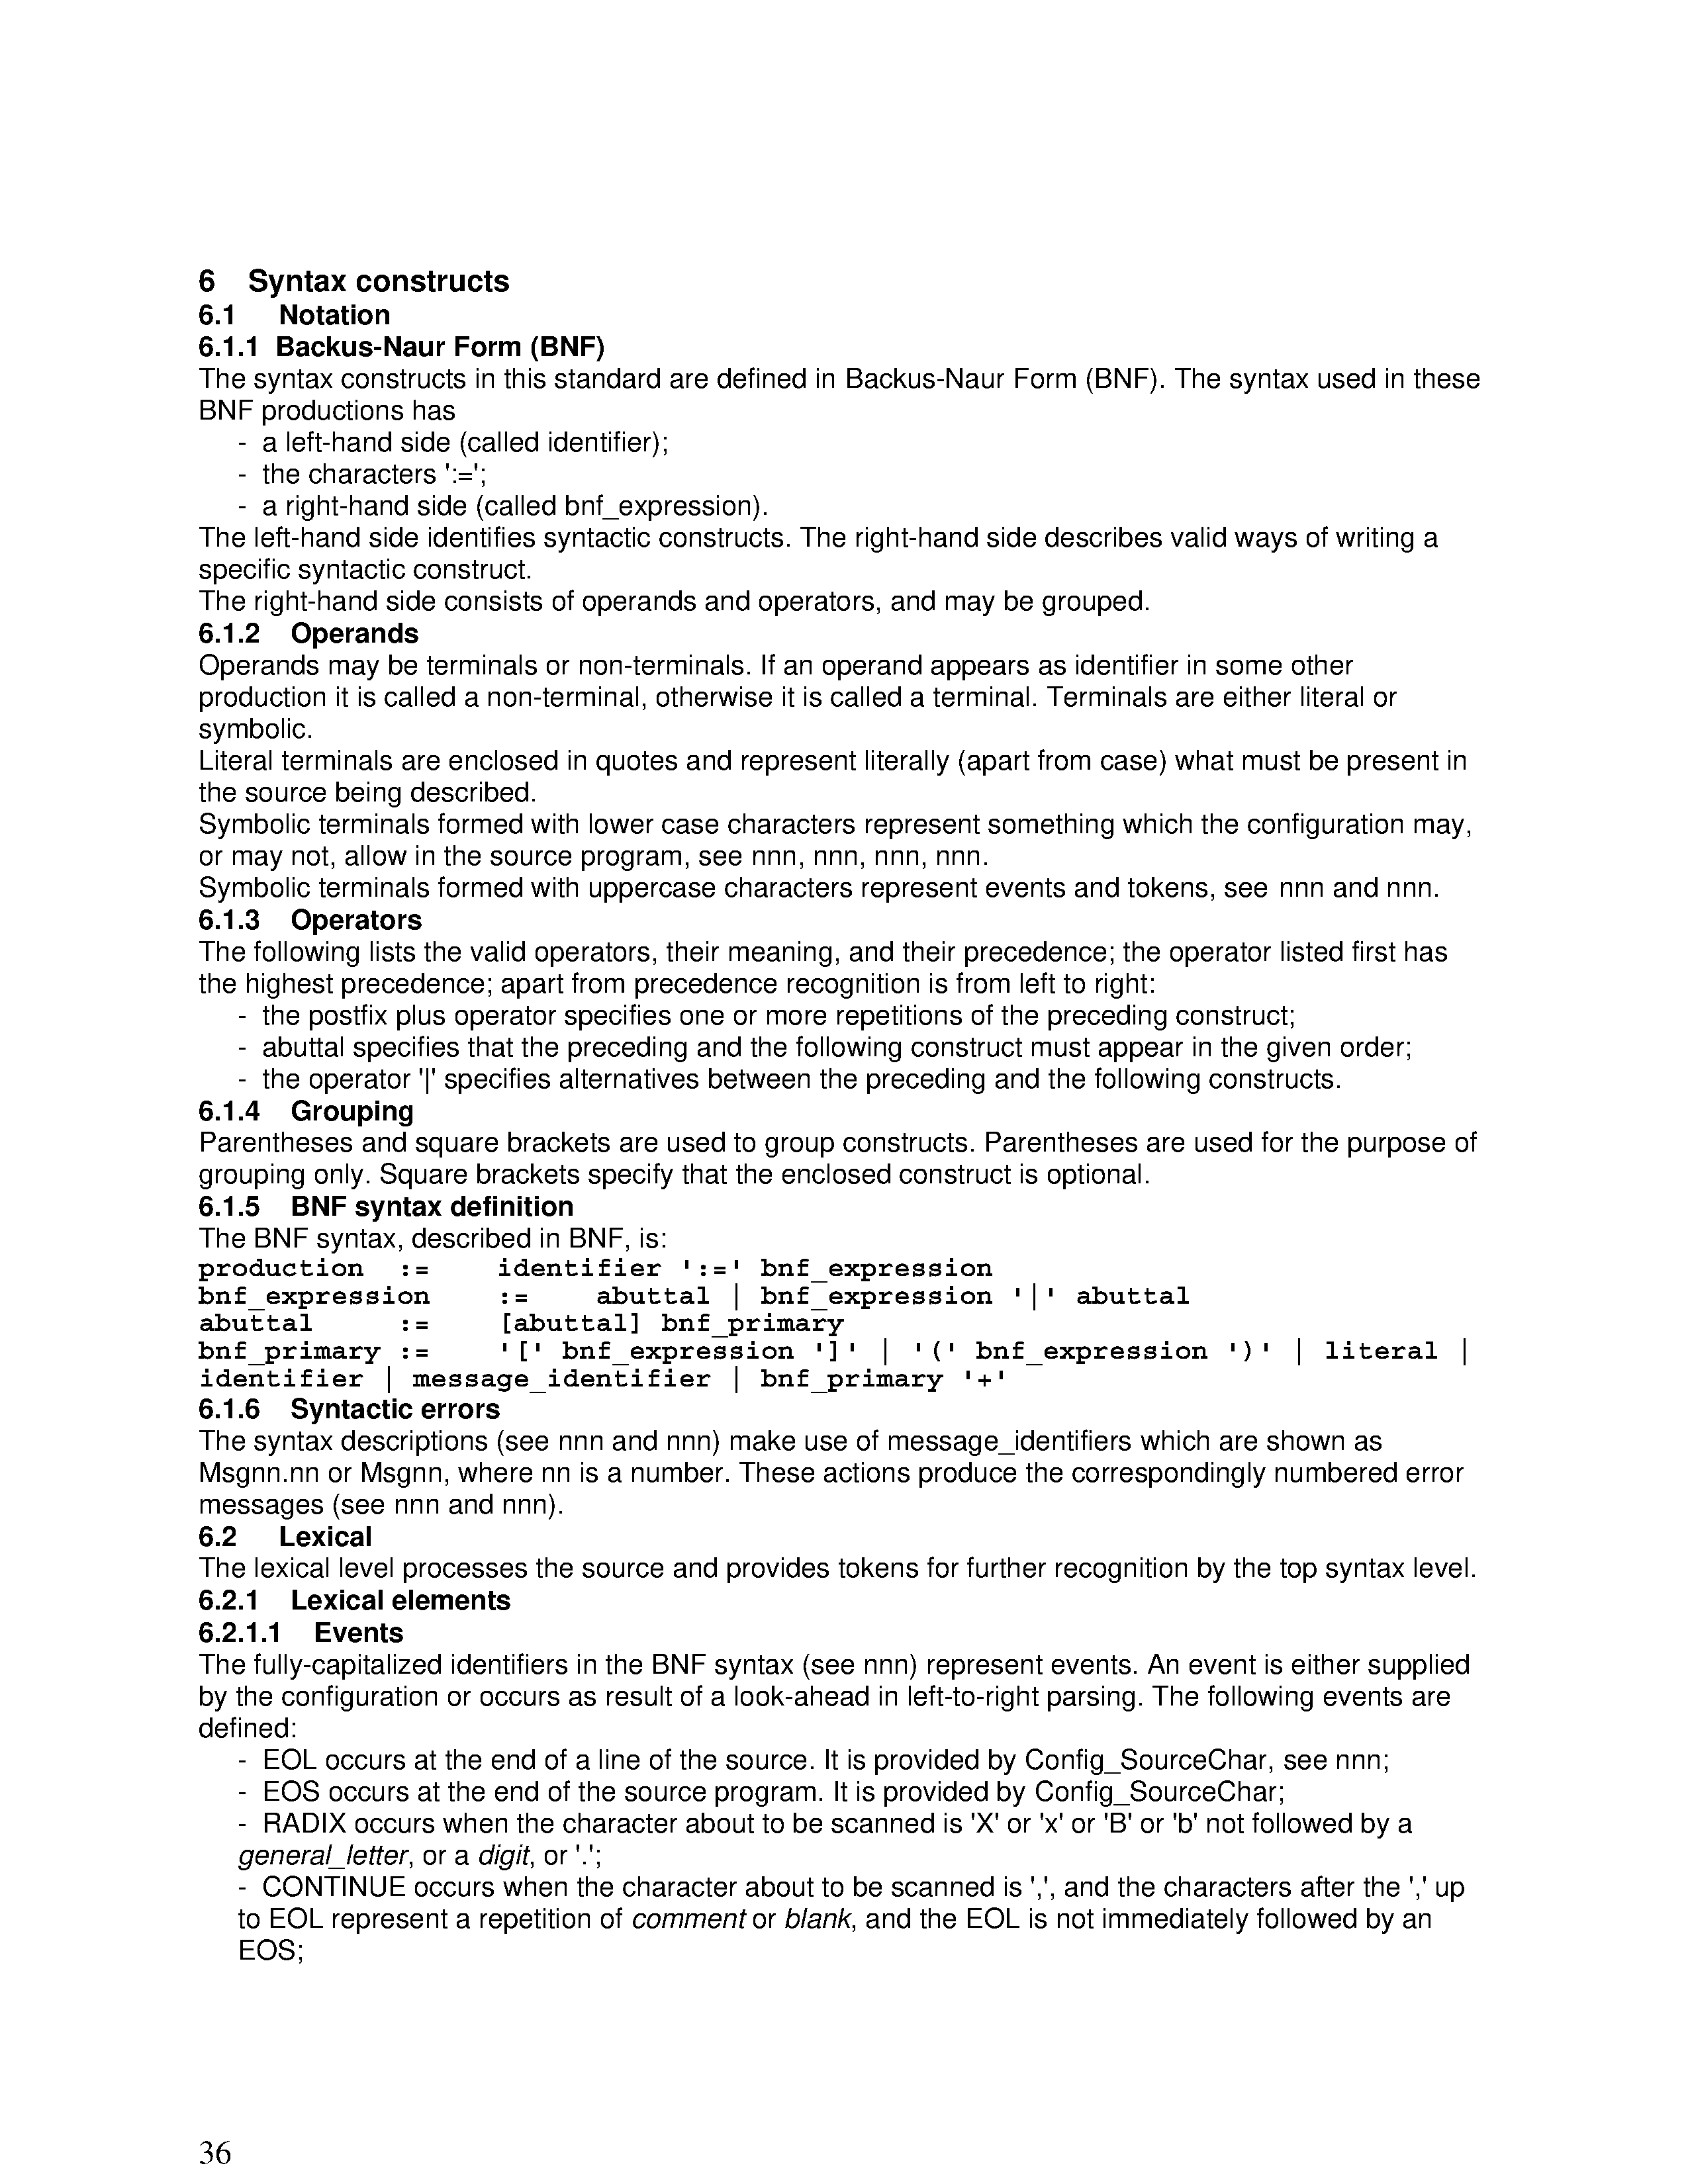 6 Syntax constructs
6.1 Notation
6.1.1 Backus-Naur Form (BNF)
The syntax constructs in this standard are defined in Backus-Naur Form (BNF). The syntax used in these
BNF productions has
- a left-hand side (called identifier);
- the characters ':=';
- a right-hand side (called bnf_expression).
The left-hand side identifies syntactic constructs. The right-hand side describes valid ways of writing a
specific syntactic construct.
The right-hand side consists of operands and operators, and may be grouped.
6.1.2 Operands
Operands may be terminals or non-terminals. If an operand appears as identifier in some other
production it is called a non-terminal, otherwise it is called a terminal. Terminals are either literal or
symbolic.
Literal terminals are enclosed in quotes and represent literally (apart from case) what must be present in
the source being described.
Symbolic terminals formed with lower case characters represent something which the configuration may,
or may not, allow in the source program, see nnn, nnn, nnn, nnn.
Symbolic terminals formed with uppercase characters represent events and tokens, see nnn and nnn.
6.1.3 Operators
The following lists the valid operators, their meaning, and their precedence; the operator listed first has
the highest precedence; apart from precedence recognition is from left to right:
- the postfix plus operator specifies one or more repetitions of the preceding construct;
- abuttal specifies that the preceding and the following construct must appear in the given order;
- the operator '|' specifies alternatives between the preceding and the following constructs.
6.1.4 Grouping
Parentheses and square brackets are used to group constructs. Parentheses are used for the purpose of
grouping only. Square brackets specify that the enclosed construct is optional.
6.1.5 BNF syntax definition
The BNF syntax, described in BNF, is:
production := identifier ':=' bnf_expression
bnf_expression := abuttal | bnf_expression '|' abuttal
abuttal := [abuttal] bnf_primary
bnf_primary := '[' bnf_expression ']' | '(' bnf_expression ')' | literal |
identifier | message_identifier | bnf_primary '+'
6.1.6 Syntactic errors
The syntax descriptions (see nnn and nnn) make use of message_identifiers which are shown as
Msgnn.nn or Msgnn, where nn is a number. These actions produce the correspondingly numbered error
messages (see nnn and nnn).
6.2 Lexical
The lexical level processes the source and provides tokens for further recognition by the top syntax level.
6.2.1 Lexical elements
6.2.1.1 Events
The fully-capitalized identifiers in the BNF syntax (see nnn) represent events. An event is either supplied
by the configuration or occurs as result of a look-ahead in left-to-right parsing. The following events are
defined:
- EOL occurs at the end of a line of the source. It is provided by Config_SourceChar, see nnn;
- EOS occurs at the end of the source program. It is provided by Config_SourceChar;
- RADIX occurs when the character about to be scanned is 'X' or 'x' or 'B' or 'b' not followed by a
general_letter, or a digit, or '.';
- CONTINUE occurs when the character about to be scanned is ',', and the characters after the ',' up
to EOL represent a repetition of comment or blank, and the EOL is not immediately followed by an
EOS;
36